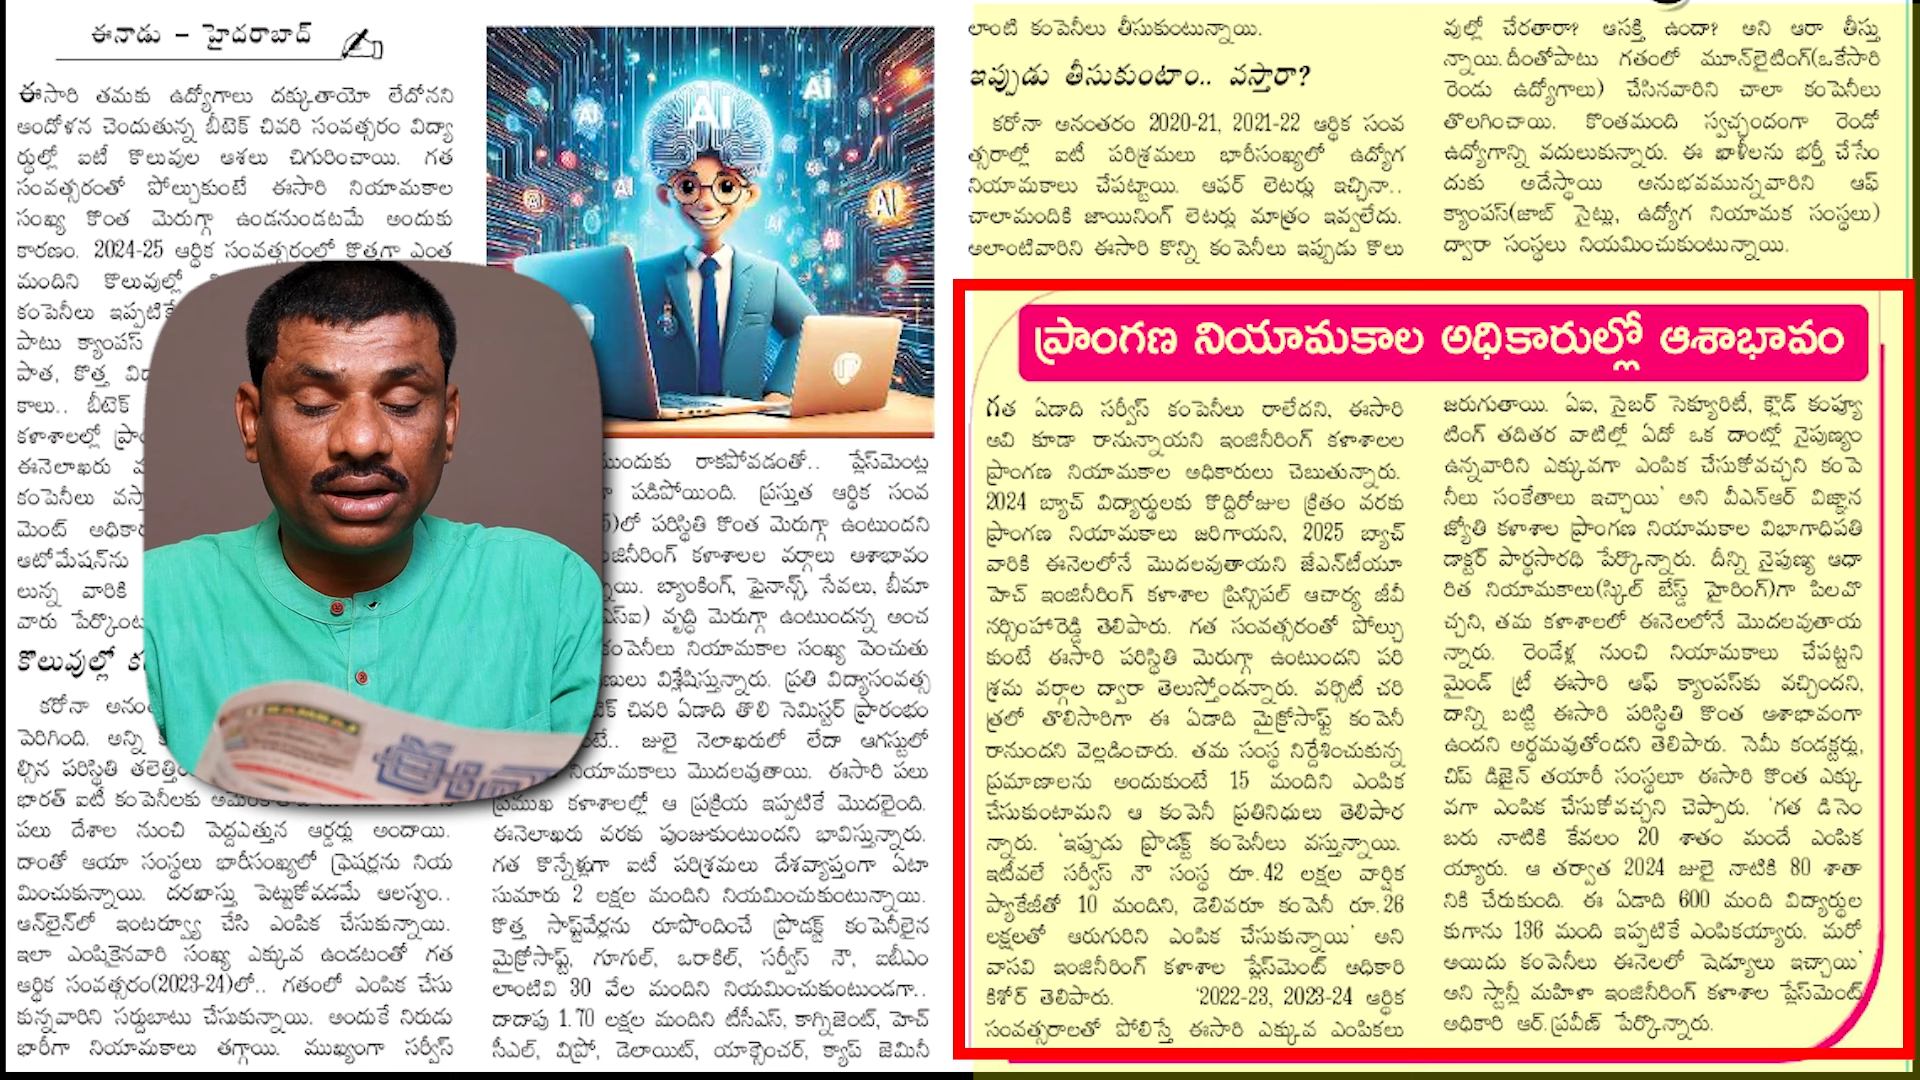 ఈనాడు - హైదరాబాద్
ఈసారి తమకు ఉద్యోగాలు దక్కుతాయో లేదోనని
ఆందోళన చెందుతున్న బీటెక్ చివరి సంవత్సరం విద్యా
ర్థుల్లో ఐటీ కొలువుల ఆశలు చిగురించాయి. గత
సంవత్సరంతో పోల్చుకుంటే ఈసారి నియామకాల
సంఖ్య కొంత మెరుగ్గా ఉండనుండటమే అందుకు
కారణం. 2024-25 ఆర్థిక సంవత్సరంలో కొత్తగా ఎంత
మందిని కొలువుల్లో
కంపెనీలు ఇప్పటికే
పాటు క్యాంపస్
పాత, కొత్త
కాలు.. బీటెక్
కళాశాలల్లో
ఈనెలాఖరు
కంపెనీలు
మెంట్
ఆటోమేషన్‌ను
లున్న వారికి
వారు
కొలువుల్లో
కరోనా
పెరిగింది. అన్ని
ల్సిన పరిస్థితి
భారత్ ఐటీ కంపెనీలకు
పలు దేశాల నుంచి పెద్దఎత్తున ఆర్డర్లు అందాయి.
దాంతో ఆయా సంస్థలు భారీసంఖ్యలో ఫ్రెషర్లను నియ
మించుకున్నాయి. దరఖాస్తు పెట్టుకోవడమే ఆలస్యం..
ఆన్‌లైన్‌లో ఇంటర్వ్యూ చేసి ఎంపిక చేసుకున్నాయి.
ఇలా ఎంపికైనవారి సంఖ్య ఎక్కువ ఉండటంతో గత
ఆర్థిక సంవత్సరం(2023-24)లో.. గతంలో ఎంపిక చేసు
కున్నవారిని సర్దుబాటు చేసుకున్నాయి. అందుకే నిరుడు
భారీగా నియామకాలు తగ్గాయి. ముఖ్యంగా సర్వీస్
AI
AI
AI
AI
AI
AI
ముందుకు రాకపోవడంతో.. ప్లేస్‌మెంట్ల
పడిపోయింది. ప్రస్తుత ఆర్థిక సంవ
లో పరిస్థితి కొంత మెరుగ్గా ఉంటుందని
కళాశాలల వర్గాలు ఆశాభావం
బ్యాంకింగ్, ఫైనాన్స్ సేవలు, బీమా
వృద్ధి మెరుగ్గా ఉంటుందన్న అంచ
కంపెనీలు నియామకాల సంఖ్య పెంచుతు
విశ్లేషిస్తున్నారు. ప్రతి విద్యాసంవత్స
చివరి ఏడాది తొలి సెమిస్టర్ ప్రారంభం
జులై నెలాఖరులో లేదా ఆగస్టులో
నియామకాలు మొదలవుతాయి. ఈసారి పలు
ప్రముఖ కళాశాలల్లో ఆ ప్రక్రియ ఇప్పటికే మొదలైంది.
ఈనెలాఖరు వరకు పుంజుకుంటుందని భావిస్తున్నారు.
గత కొన్నేళ్లుగా ఐటీ పరిశ్రమలు దేశవ్యాప్తంగా ఏటా
సుమారు 2 లక్షల మందిని నియమించుకుంటున్నాయి.
కొత్త సాఫ్ట్‌వేర్లను రూపొందించే ప్రొడక్ట్ కంపెనీలైన
మైక్రోసాఫ్ట్, గూగుల్, ఒరాకిల్, సర్వీస్ నౌ, ఐబీఎం
లాంటివి 30 వేల మందిని నియమించుకుంటుండగా..
దాదాపు 1.70 లక్షల మందిని టీసీఎస్, కాగ్నిజెంట్, హెచ్
సీఎల్, విప్రో, డెలాయిట్, యాక్సెంచర్, క్యాప్ జెమినీ
లాంటి కంపెనీలు తీసుకుంటున్నాయి.
ఇప్పుడు తీసుకుంటాం.. వస్తారా?
కరోనా అనంతరం 2020-21, 2021-22 ఆర్థిక సంవ
త్సరాల్లో ఐటీ పరిశ్రమలు భారీసంఖ్యలో ఉద్యోగ
నియామకాలు చేపట్టాయి. ఆఫర్ లెటర్లు ఇచ్చినా..
చాలామందికి జాయినింగ్ లెటర్లు మాత్రం ఇవ్వలేదు.
అలాంటివారిని ఈసారి కొన్ని కంపెనీలు ఇప్పుడు కొలు
వుల్లో చేరతారా? ఆసక్తి ఉందా? అని ఆరా తీస్తు
న్నాయి.దీంతోపాటు గతంలో మూన్‌లైటింగ్(ఒకేసారి
రెండు ఉద్యోగాలు) చేసినవారిని చాలా కంపెనీలు
తొలగించాయి. కొంతమంది స్వచ్ఛందంగా రెండో
ఉద్యోగాన్ని వదులుకున్నారు. ఈ ఖాళీలను భర్తీ చేసేం
దుకు అదేస్థాయి అనుభవమున్నవారిని ఆఫ్
క్యాంపస్(జాబ్ సైట్లు, ఉద్యోగ నియామక సంస్థలు)
ద్వారా సంస్థలు నియమించుకుంటున్నాయి.
ప్రాంగణ నియామకాల అధికారుల్లో ఆశాభావం
గత ఏడాది సర్వీస్ కంపెనీలు రాలేదని, ఈసారి
అవి కూడా రానున్నాయని ఇంజినీరింగ్ కళాశాలల
ప్రాంగణ నియామకాల అధికారులు చెబుతున్నారు.
2024 బ్యాచ్ విద్యార్థులకు కొద్దిరోజుల క్రితం వరకు
ప్రాంగణ నియామకాలు జరిగాయని, 2025 బ్యాచ్
వారికి ఈనెలలోనే మొదలవుతాయని జేఎన్‌టీయూ
హెచ్ ఇంజినీరింగ్ కళాశాల ప్రిన్సిపల్ ఆచార్య జీవీ
నర్సింహారెడ్డి తెలిపారు. గత సంవత్సరంతో పోల్చు
కుంటే ఈసారి పరిస్థితి మెరుగ్గా ఉంటుందని పరి
శ్రమ వర్గాల ద్వారా తెలుస్తోందన్నారు. వర్సిటీ చరి
త్రలో తొలిసారిగా ఈ ఏడాది మైక్రోసాఫ్ట్ కంపెనీ
రానుందని వెల్లడించారు. తమ సంస్థ నిర్దేశించుకున్న
ప్రమాణాలను అందుకుంటే 15 మందిని ఎంపిక
చేసుకుంటామని ఆ కంపెనీ ప్రతినిధులు తెలిపార
న్నారు. 'ఇప్పుడు ప్రొడక్ట్ కంపెనీలు వస్తున్నాయి.
ఇటీవలే సర్వీస్ నౌ సంస్థ రూ.42 లక్షల వార్షిక
ప్యాకేజీతో 10 మందిని, డెలివరూ కంపెనీ రూ.26
లక్షలతో ఆరుగురిని ఎంపిక చేసుకున్నాయి' అని
వాసవి ఇంజినీరింగ్ కళాశాల ప్లేస్‌మెంట్ అధికారి
కిశోర్ తెలిపారు. '2022-23, 2023-24 ఆర్థిక
సంవత్సరాలతో పోలిస్తే ఈసారి ఎక్కువ ఎంపికలు
జరుగుతాయి. ఏఐ, సైబర్ సెక్యూరిటీ, క్లౌడ్ కంప్యూ
టింగ్ తదితర వాటిల్లో ఏదో ఒక దాంట్లో నైపుణ్యం
ఉన్నవారిని ఎక్కువగా ఎంపిక చేసుకోవచ్చని కంపె
నీలు సంకేతాలు ఇచ్చాయి' అని వీఎన్ఆర్ విజ్ఞాన
జ్యోతి కళాశాల ప్రాంగణ నియామకాల విభాగాధిపతి
డాక్టర్ పార్థసారధి పేర్కొన్నారు. దీన్ని నైపుణ్య ఆధా
రిత నియామకాలు(స్కిల్ బేస్డ్ హైరింగ్)గా పిలవొ
చ్చని, తమ కళాశాలలో ఈనెలలోనే మొదలవుతాయ
న్నారు. రెండేళ్ల నుంచి నియామకాలు చేపట్టని
మైండ్ ట్రీ ఈసారి ఆఫ్ క్యాంపస్‌కు వచ్చిందని,
దాన్ని బట్టి ఈసారి పరిస్థితి కొంత ఆశాభావంగా
ఉందని అర్థమవుతోందని తెలిపారు. సెమీ కండక్టర్లు,
చిప్ డిజైన్ తయారీ సంస్థలూ ఈసారి కొంత ఎక్కు
వగా ఎంపిక చేసుకోవచ్చని చెప్పారు. 'గత డిసెం
బరు నాటికి కేవలం 20 శాతం మందే ఎంపిక
య్యారు. ఆ తర్వాత 2024 జులై నాటికి 80 శాతా
నికి చేరుకుంది. ఈ ఏడాది 600 మంది విద్యార్థుల
కుగాను 136 మంది ఇప్పటికే ఎంపికయ్యారు. మరో
అయిదు కంపెనీలు ఈనెలలో షెడ్యూలు ఇచ్చాయి'
అని స్టాన్లీ మహిళా ఇంజినీరింగ్ కళాశాల ప్లేస్‌మెంట్
అధికారి ఆర్.ప్రవీణ్ పేర్కొన్నారు.